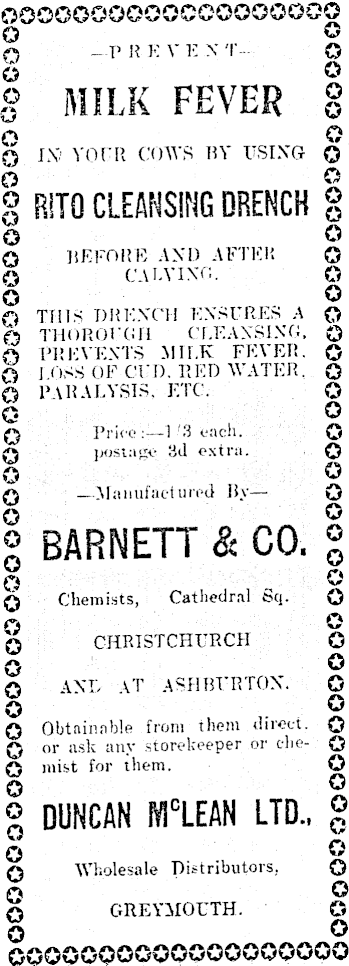 —PREVENT—
MILK FEVER
IN YOUR COWS BY USING
RITO CLEANSING DRENCH
BEFORE AND AFTER
CALVING.
THIS DRENCH ENSURES A
THOROUGH CLEANSING,
PREVENTS MILK FEVER,
LOSS OF CUD, RED WATER,
PARALYSIS, ETC.
Price:—1/3 each.
postage 3d extra.
—Manufactured By—
BARNETT & CO.
Chemists, Cathedral Sq.
CHRISTCHURCH
AND AT ASHBURTON.
Obtainable from them direct.
or ask any storekeeper or che-
mist for them.
DUNCAN McLEAN LTD.,
Wholesale Distributors,
GREYMOUTH.